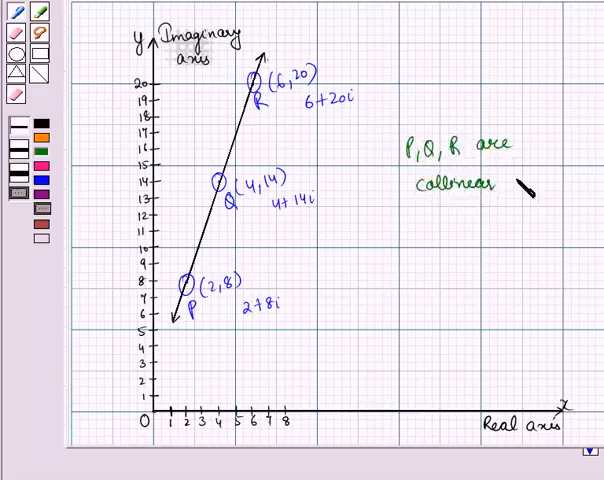 Y Imaginary
axis
20
19
18
17
16
15
14
13
12
11
10
9
8
7
6
5
4
3
2
1
R (6,20)
6+20i
Q (4,14)
4+14i
P (2,8)
2+8i
P, Q, R are
collinear
O 1 2 3 4 5 6 7 8
x
Real axis